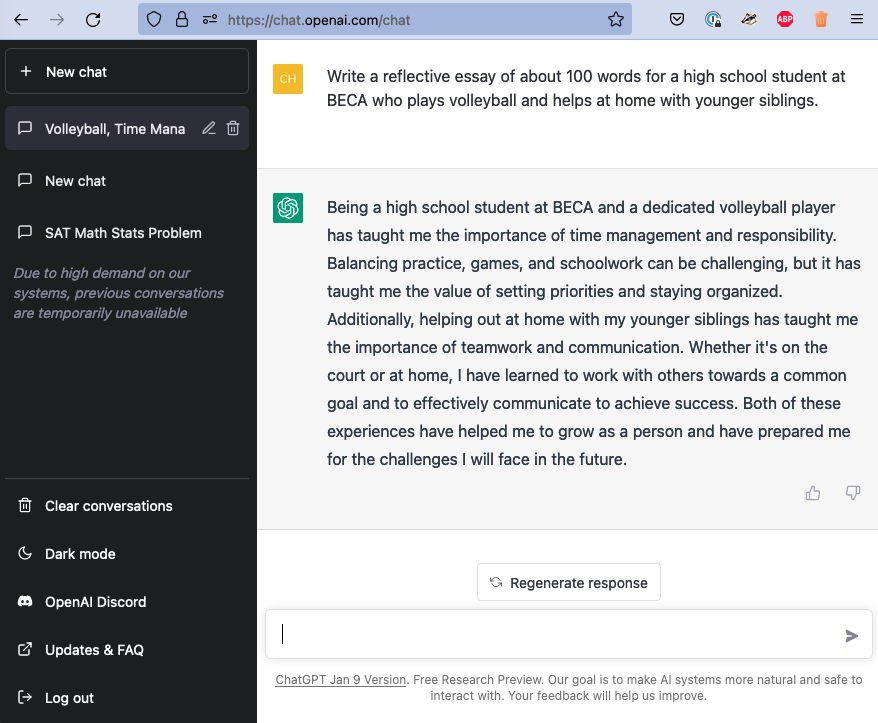 https://chat.openai.com/chat
ABP
New chat
Volleyball, Time Mana
New chat
SAT Math Stats Problem
Due to high demand on our
systems, previous conversations
are temporarily unavailable
Clear conversations
Dark mode
OpenAI Discord
Updates & FAQ
Log out
CH
Write a reflective essay of about 100 words for a high school student at
BECA who plays volleyball and helps at home with younger siblings.
Being a high school student at BECA and a dedicated volleyball player
has taught me the importance of time management and responsibility.
Balancing practice, games, and schoolwork can be challenging, but it has
taught me the value of setting priorities and staying organized.
Additionally, helping out at home with my younger siblings has taught me
the importance of teamwork and communication. Whether it's on the
court or at home, I have learned to work with others towards a common
goal and to effectively communicate to achieve success. Both of these
experiences have helped me to grow as a person and have prepared me
for the challenges I will face in the future.
Regenerate response
ChatGPT Jan 9 Version. Free Research Preview. Our goal is to make AI systems more natural and safe to
interact with. Your feedback will help us improve.